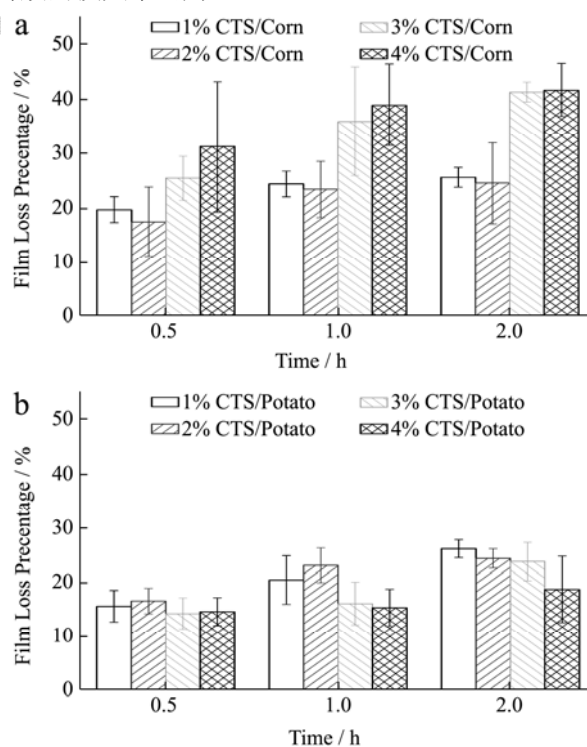 a
1% CTS/Corn 3% CTS/Corn
2% CTS/Corn 4% CTS/Corn
Film Loss Precentage / %
50
40
30
20
10
0
0.5 1.0 2.0
Time / h
b
1% CTS/Potato 3% CTS/Potato
2% CTS/Potato 4% CTS/Potato
Film Loss Precentage / %
50
40
30
20
10
0
0.5 1.0 2.0
Time / h